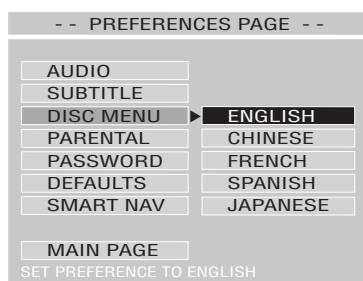 - - PREFERENCES PAGE - -
AUDIO
SUBTITLE
DISC MENU ENGLISH
PARENTAL CHINESE
PASSWORD FRENCH
DEFAULTS SPANISH
SMART NAV JAPANESE
MAIN PAGE
SET PREFERENCE TO ENGLISH